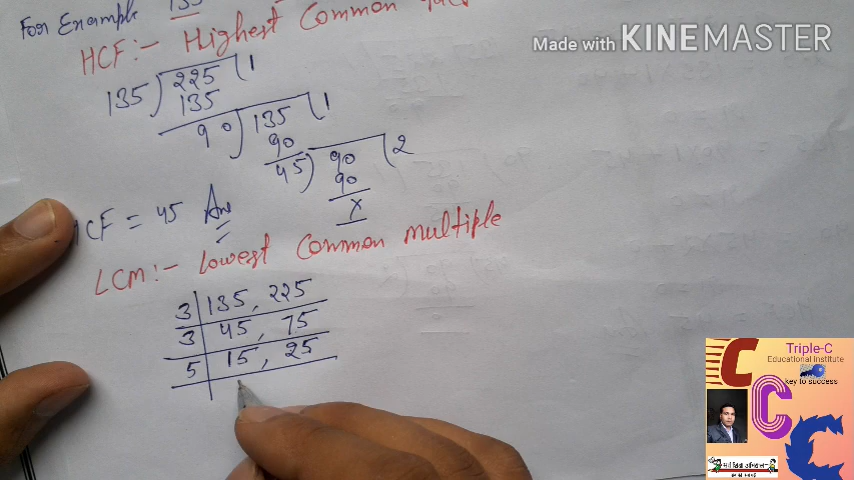 For Example 135
HCF:- Highest Common
135) 225 (1
135
90) 135 (1
90
45) 90 (2
90
x
CF = 45 Ans
LCM:- Lowest Common multiple
3 | 135, 225
3 | 45, 75
5 | 15, 25
Made with KINEMASTER
Triple-C
Educational Institute
key to success
C
C
C